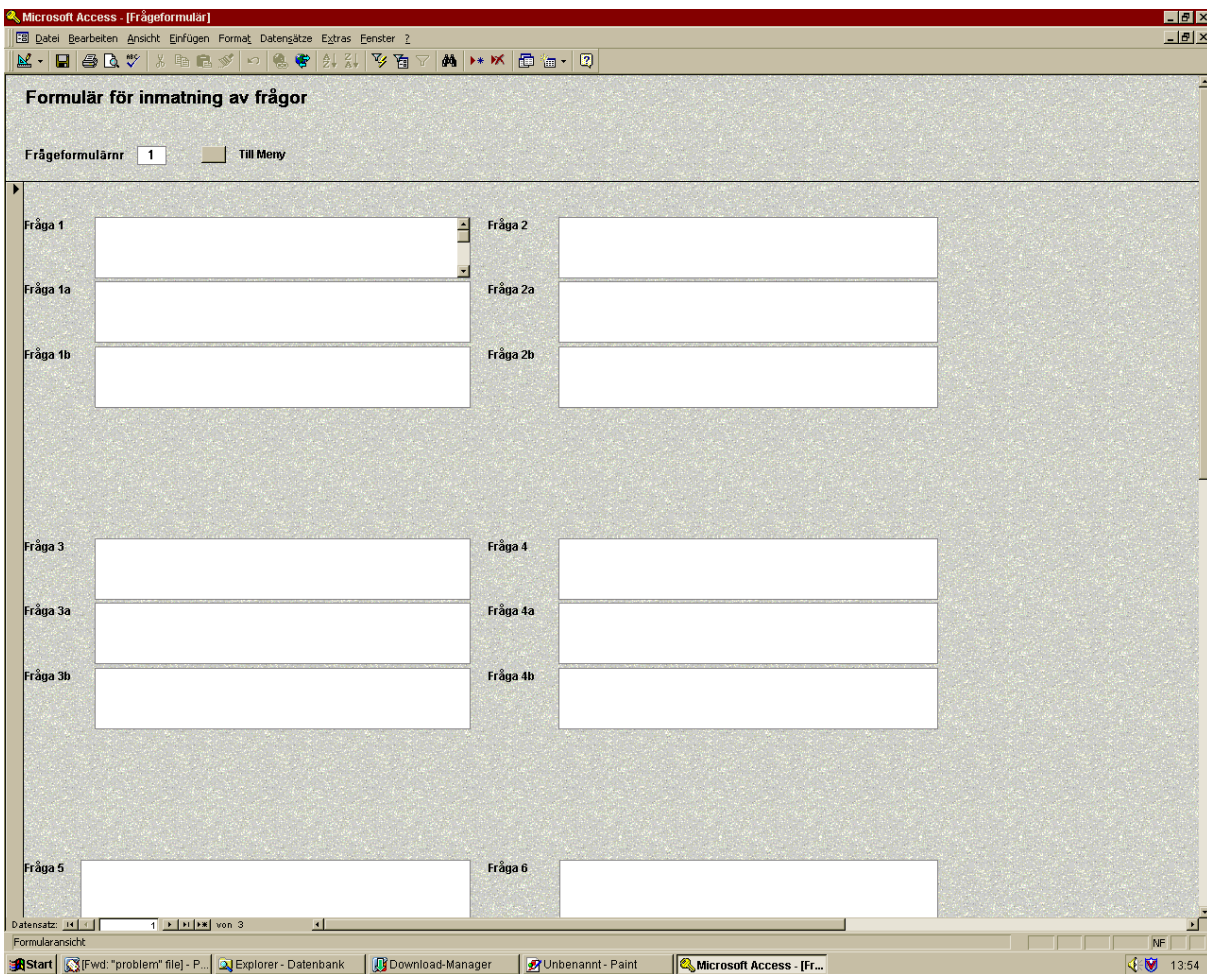 Microsoft Access - [Frågeformulär]
Datei Bearbeiten Ansicht Einfügen Format Datensätze Extras Fenster ?
Formulär för inmatning av frågor
Frågeformulärnr 1 Till Meny
Fråga 1 Fråga 2
Fråga 1a Fråga 2a
Fråga 1b Fråga 2b
Fråga 3 Fråga 4
Fråga 3a Fråga 4a
Fråga 3b Fråga 4b
Fråga 5 Fråga 6
Datensatz: 1 von 3
Formularansicht NF
Start [Fwd: "problem" file] - P... Explorer - Datenbank Download-Manager Unbenannt - Paint Microsoft Access - [Fr... 13:54